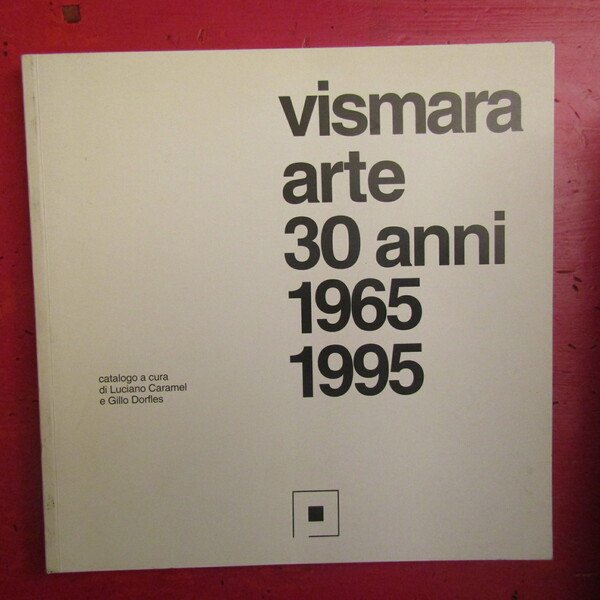 vismara
arte
30 anni
1965
1995
catalogo a cura
di Luciano Caramel
e Gillo Dorfles